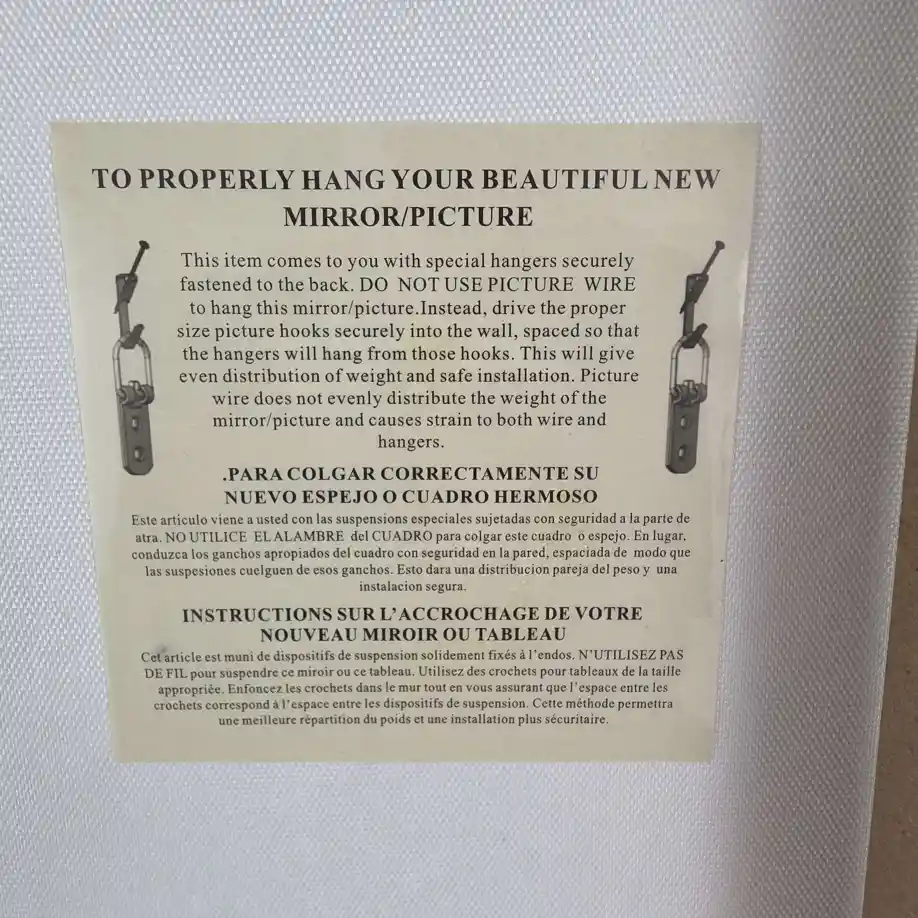 TO PROPERLY HANG YOUR BEAUTIFUL NEW
MIRROR/PICTURE
This item comes to you with special hangers securely
fastened to the back. DO NOT USE PICTURE WIRE
to hang this mirror/picture.Instead, drive the proper
size picture hooks securely into the wall, spaced so that
the hangers will hang from those hooks. This will give
even distribution of weight and safe installation. Picture
wire does not evenly distribute the weight of the
mirror/picture and causes strain to both wire and
hangers.
.PARA COLGAR CORRECTAMENTE SU
NUEVO ESPEJO O CUADRO HERMOSO
Este articulo viene a usted con las suspensions especiales sujetadas con seguridad a la parte de
atra. NO UTILICE EL ALAMBRE del CUADRO para colgar este cuadro o espejo. En lugar,
conduzca los ganchos apropiados del cuadro con seguridad en la pared, espaciada de modo que
las suspesiones cuelguen de esos ganchos. Esto dara una distribucion pareja del peso y una
instalacion segura.
INSTRUCTIONS SUR L'ACCROCHAGE DE VOTRE
NOUVEAU MIROIR OU TABLEAU
Cet article est muni de dispositifs de suspension solidement fixés à l'endos. N'UTILISEZ PAS
DE FIL pour suspendre ce miroir ou ce tableau. Utilisez des crochets pour tableaux de la taille
appropriée. Enfoncez les crochets dans le mur tout en vous assurant que l'espace entre les
crochets correspond à l'espace entre les dispositifs de suspension. Cette méthode permettra
une meilleure répartition du poids et une installation plus sécuritaire.